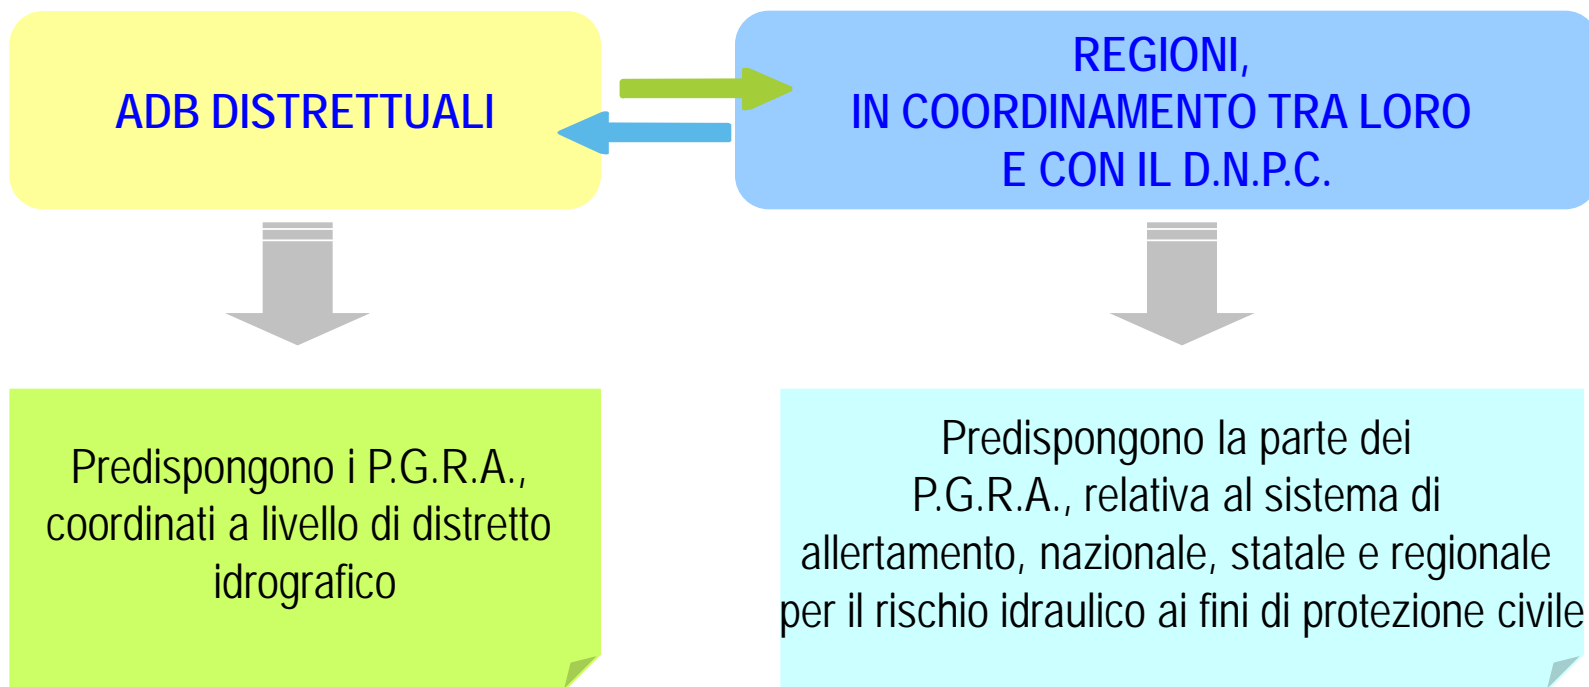 ADB DISTRETTUALI
REGIONI,
IN COORDINAMENTO TRA LORO
E CON IL D.N.P.C.
Predispongono i P.G.R.A.,
coordinati a livello di distretto
idrografico
Predispongono la parte dei
P.G.R.A., relativa al sistema di
allertamento, nazionale, statale e regionale
per il rischio idraulico ai fini di protezione civile